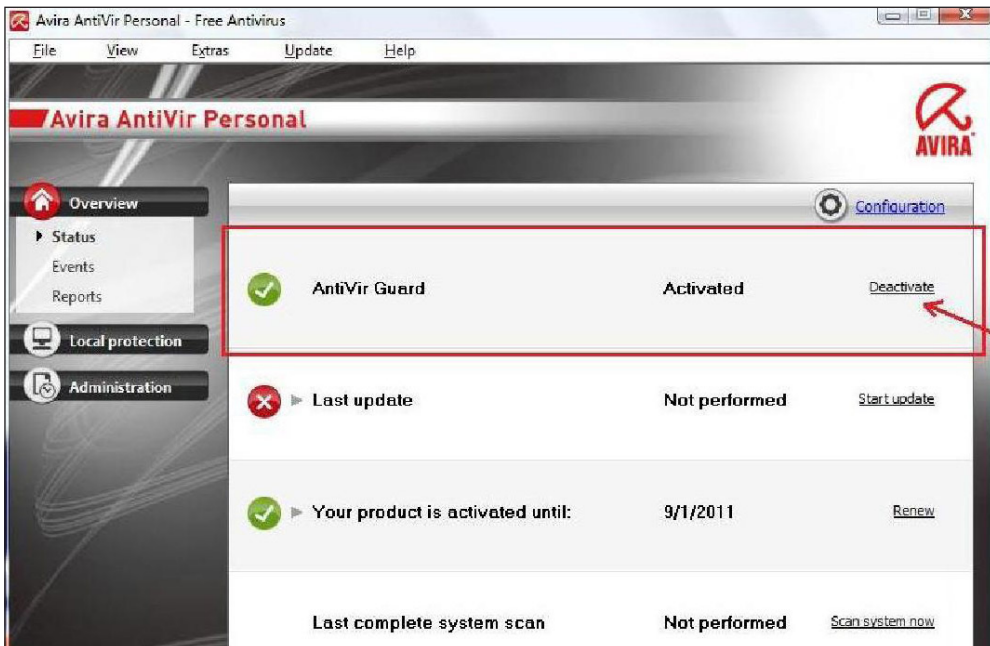 Avira AntiVir Personal - Free Antivirus
File View Extras Update Help
Avira AntiVir Personal
AVIRA
Overview
Status
Events
Reports
Local protection
Administration
Configuration
AntiVir Guard Activated Deactivate
Last update Not performed Start update
Your product is activated until: 9/1/2011 Renew
Last complete system scan Not performed Scan system now